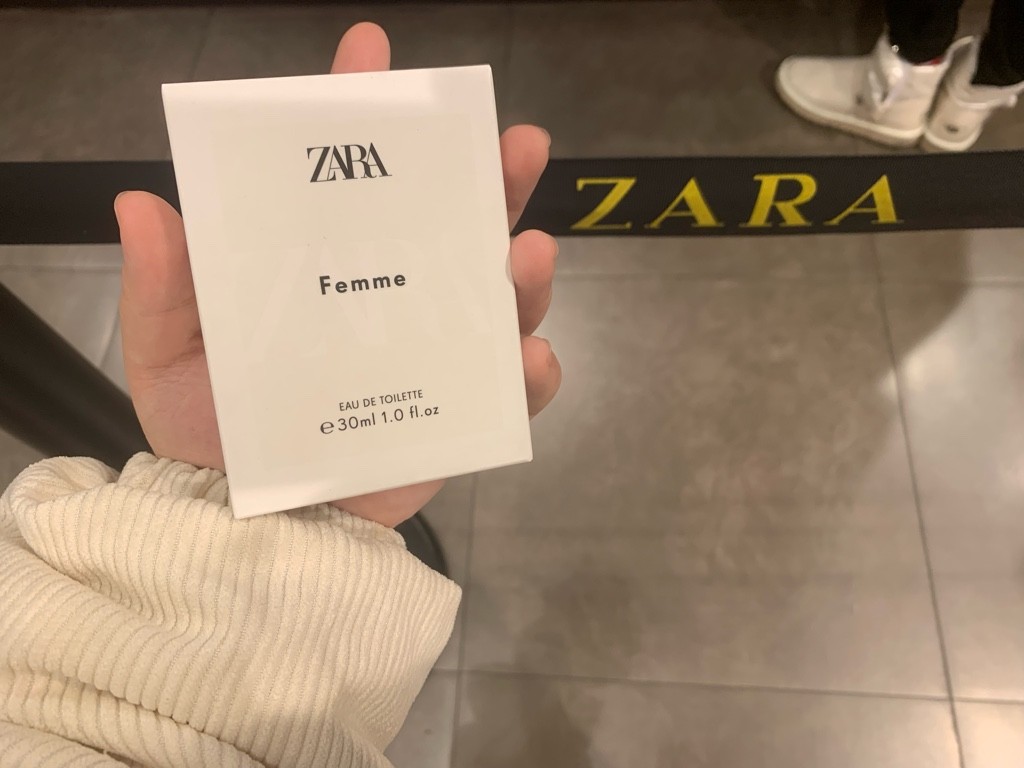 ZARA
Femme
EAU DE TOILETTE
℮30ml 1.0 fl.oz
ZARA